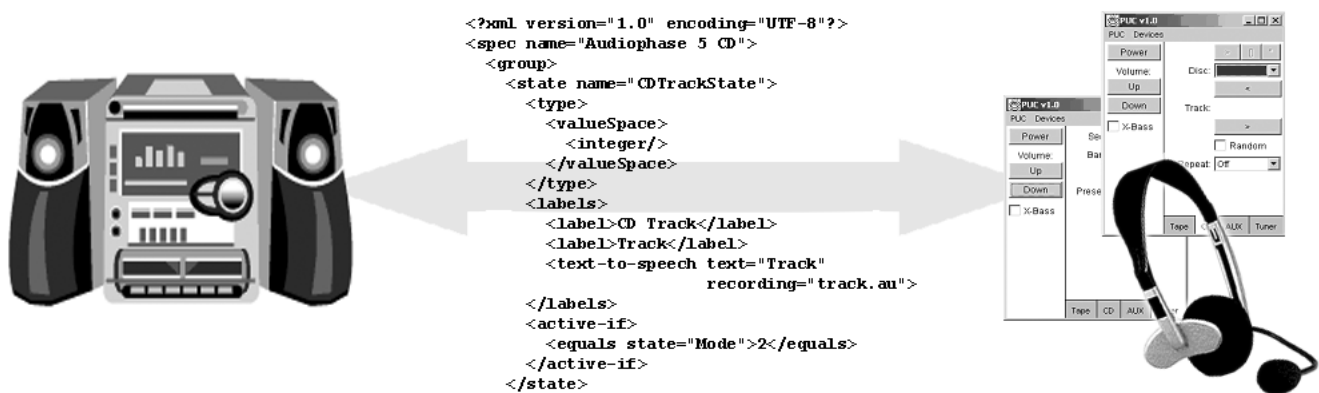 <?xml version="1.0" encoding="UTF-8"?>
<spec name="Audiophase 5 CD">
<group>
<state name="CDTrackState">
<type>
<valueSpace>
<integer/>
</valueSpace>
</type>
<labels>
<label>CD Track</label>
<label>Track</label>
<text-to-speech text="Track"
recording="track.au">
</labels>
<active-if>
<equals state="Mode">2</equals>
</active-if>
</state>
PUC v1.0
PUC Devices
Power
Volume:
Up
Down
X-Bass
Tape CD AUX
PUC v1.0
PUC Devices
Power
Volume:
Up
Down
X-Bass
Disc:
<
Track:
>
Random
Repeat: Off
Tape AUX Tuner